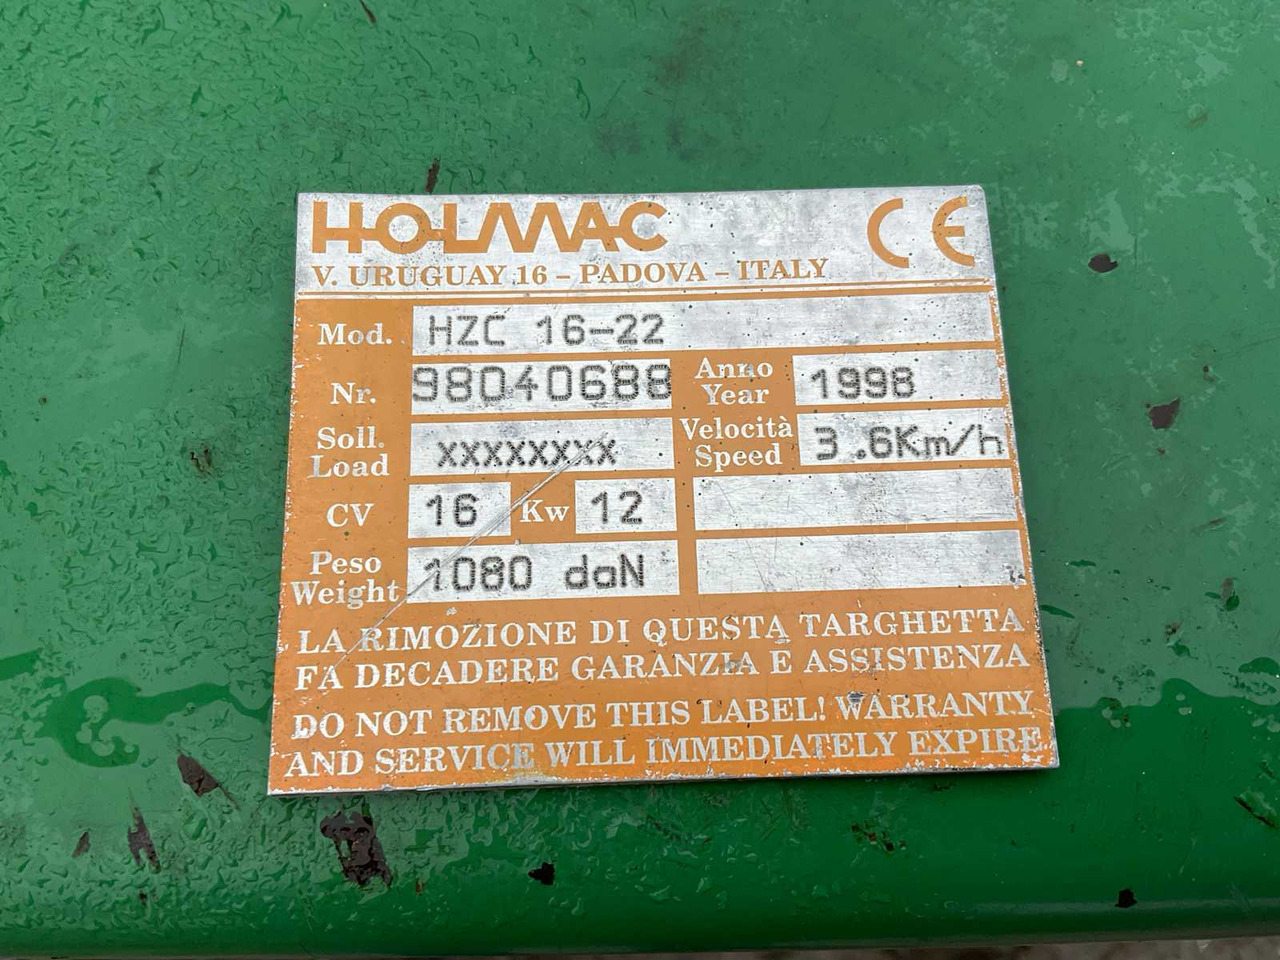 HOLMAC CE
V. URUGUAY 16 – PADOVA – ITALY
Mod. HZC 16-22
Nr. 98040688 Anno Year 1998
Soll. Load XXXXXXXX Velocità Speed 3.6Km/h
CV 16 Kw 12
Peso Weight 1080 daN
LA RIMOZIONE DI QUESTA TARGHETTA
FA DECADERE GARANZIA E ASSISTENZA
DO NOT REMOVE THIS LABEL! WARRANTY
AND SERVICE WILL IMMEDIATELY EXPIRE